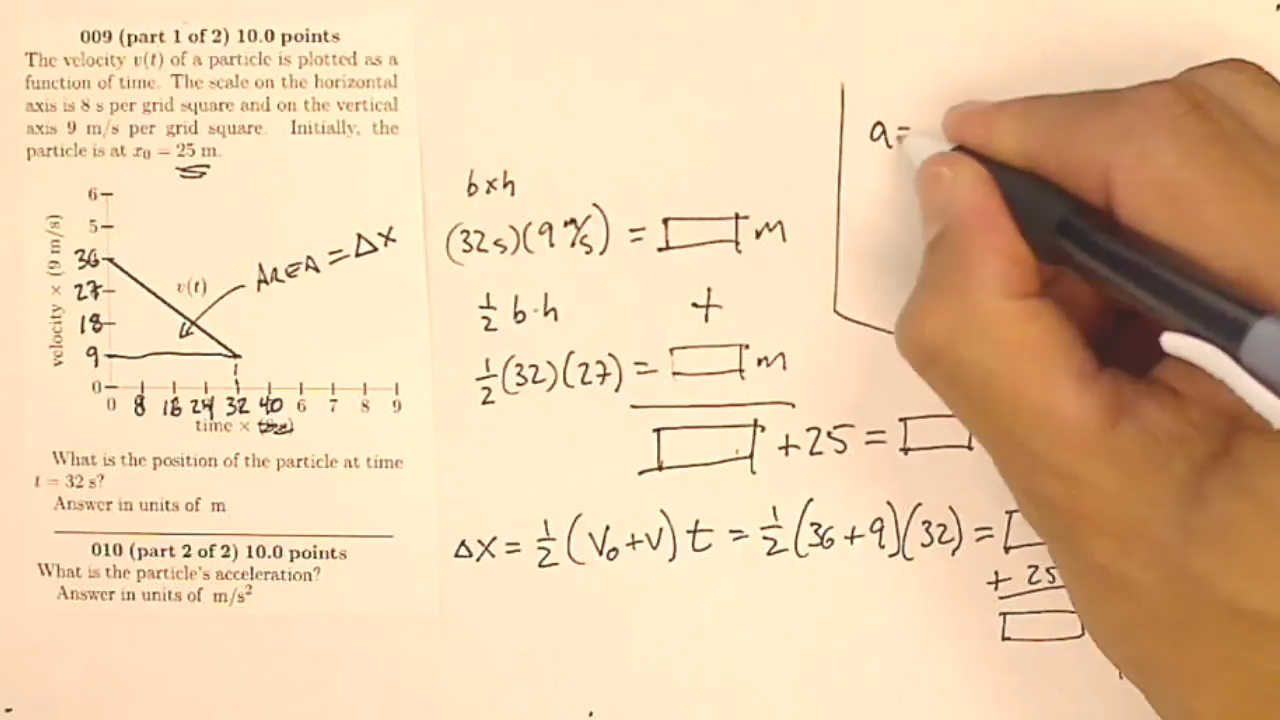 009 (part 1 of 2) 10.0 points
The velocity v(t) of a particle is plotted as a
function of time. The scale on the horizontal
axis is 8 s per grid square and on the vertical
axis 9 m/s per grid square. Initially, the
particle is at x₀ = 25 m.
6
5
36
27
18
9
0
velocity × (9 m/s)
v(t)
AREA = Δx
0 8 16 24 32 40 6 7 8 9
time ×
What is the position of the particle at time
t = 32 s?
Answer in units of m
010 (part 2 of 2) 10.0 points
What is the particle's acceleration?
Answer in units of m/s²
b×h
(32s)(9 m/s) = m
½ b·h +
½(32)(27) = m
+25 =
Δx = ½(V₀+V)t = ½(36+9)(32) =
+ 25
a=